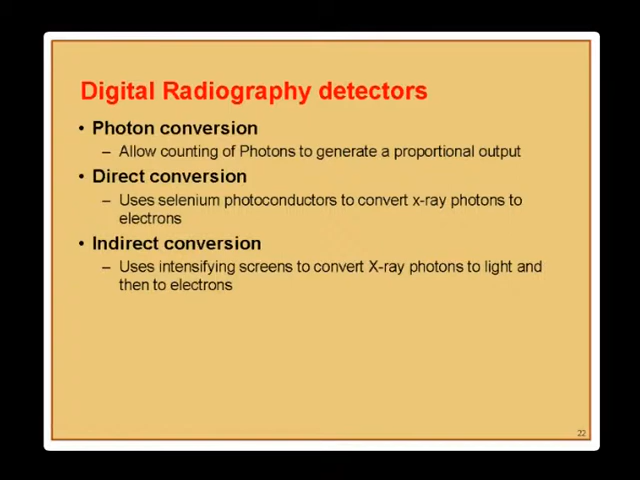 Digital Radiography detectors
• Photon conversion
– Allow counting of Photons to generate a proportional output
• Direct conversion
– Uses selenium photoconductors to convert x-ray photons to
electrons
• Indirect conversion
– Uses intensifying screens to convert X-ray photons to light and
then to electrons
22